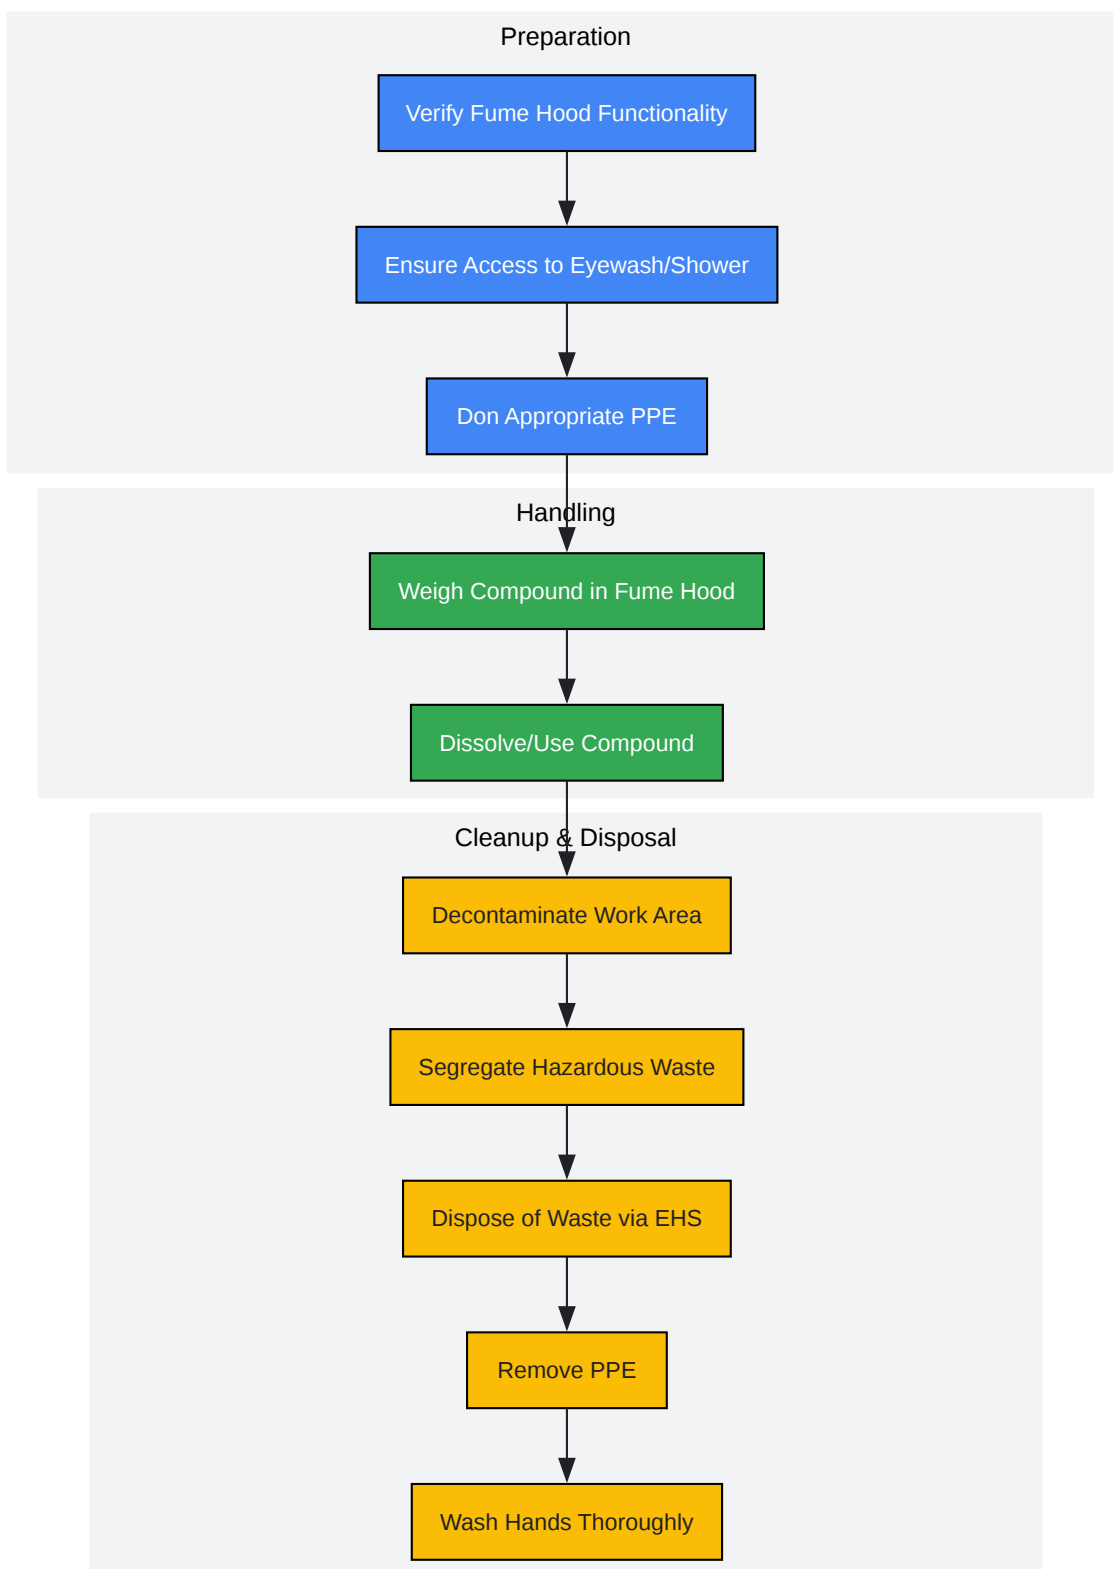 Preparation
Verify Fume Hood Functionality
Ensure Access to Eyewash/Shower
Don Appropriate PPE
Handling
Weigh Compound in Fume Hood
Dissolve/Use Compound
Cleanup & Disposal
Decontaminate Work Area
Segregate Hazardous Waste
Dispose of Waste via EHS
Remove PPE
Wash Hands Thoroughly